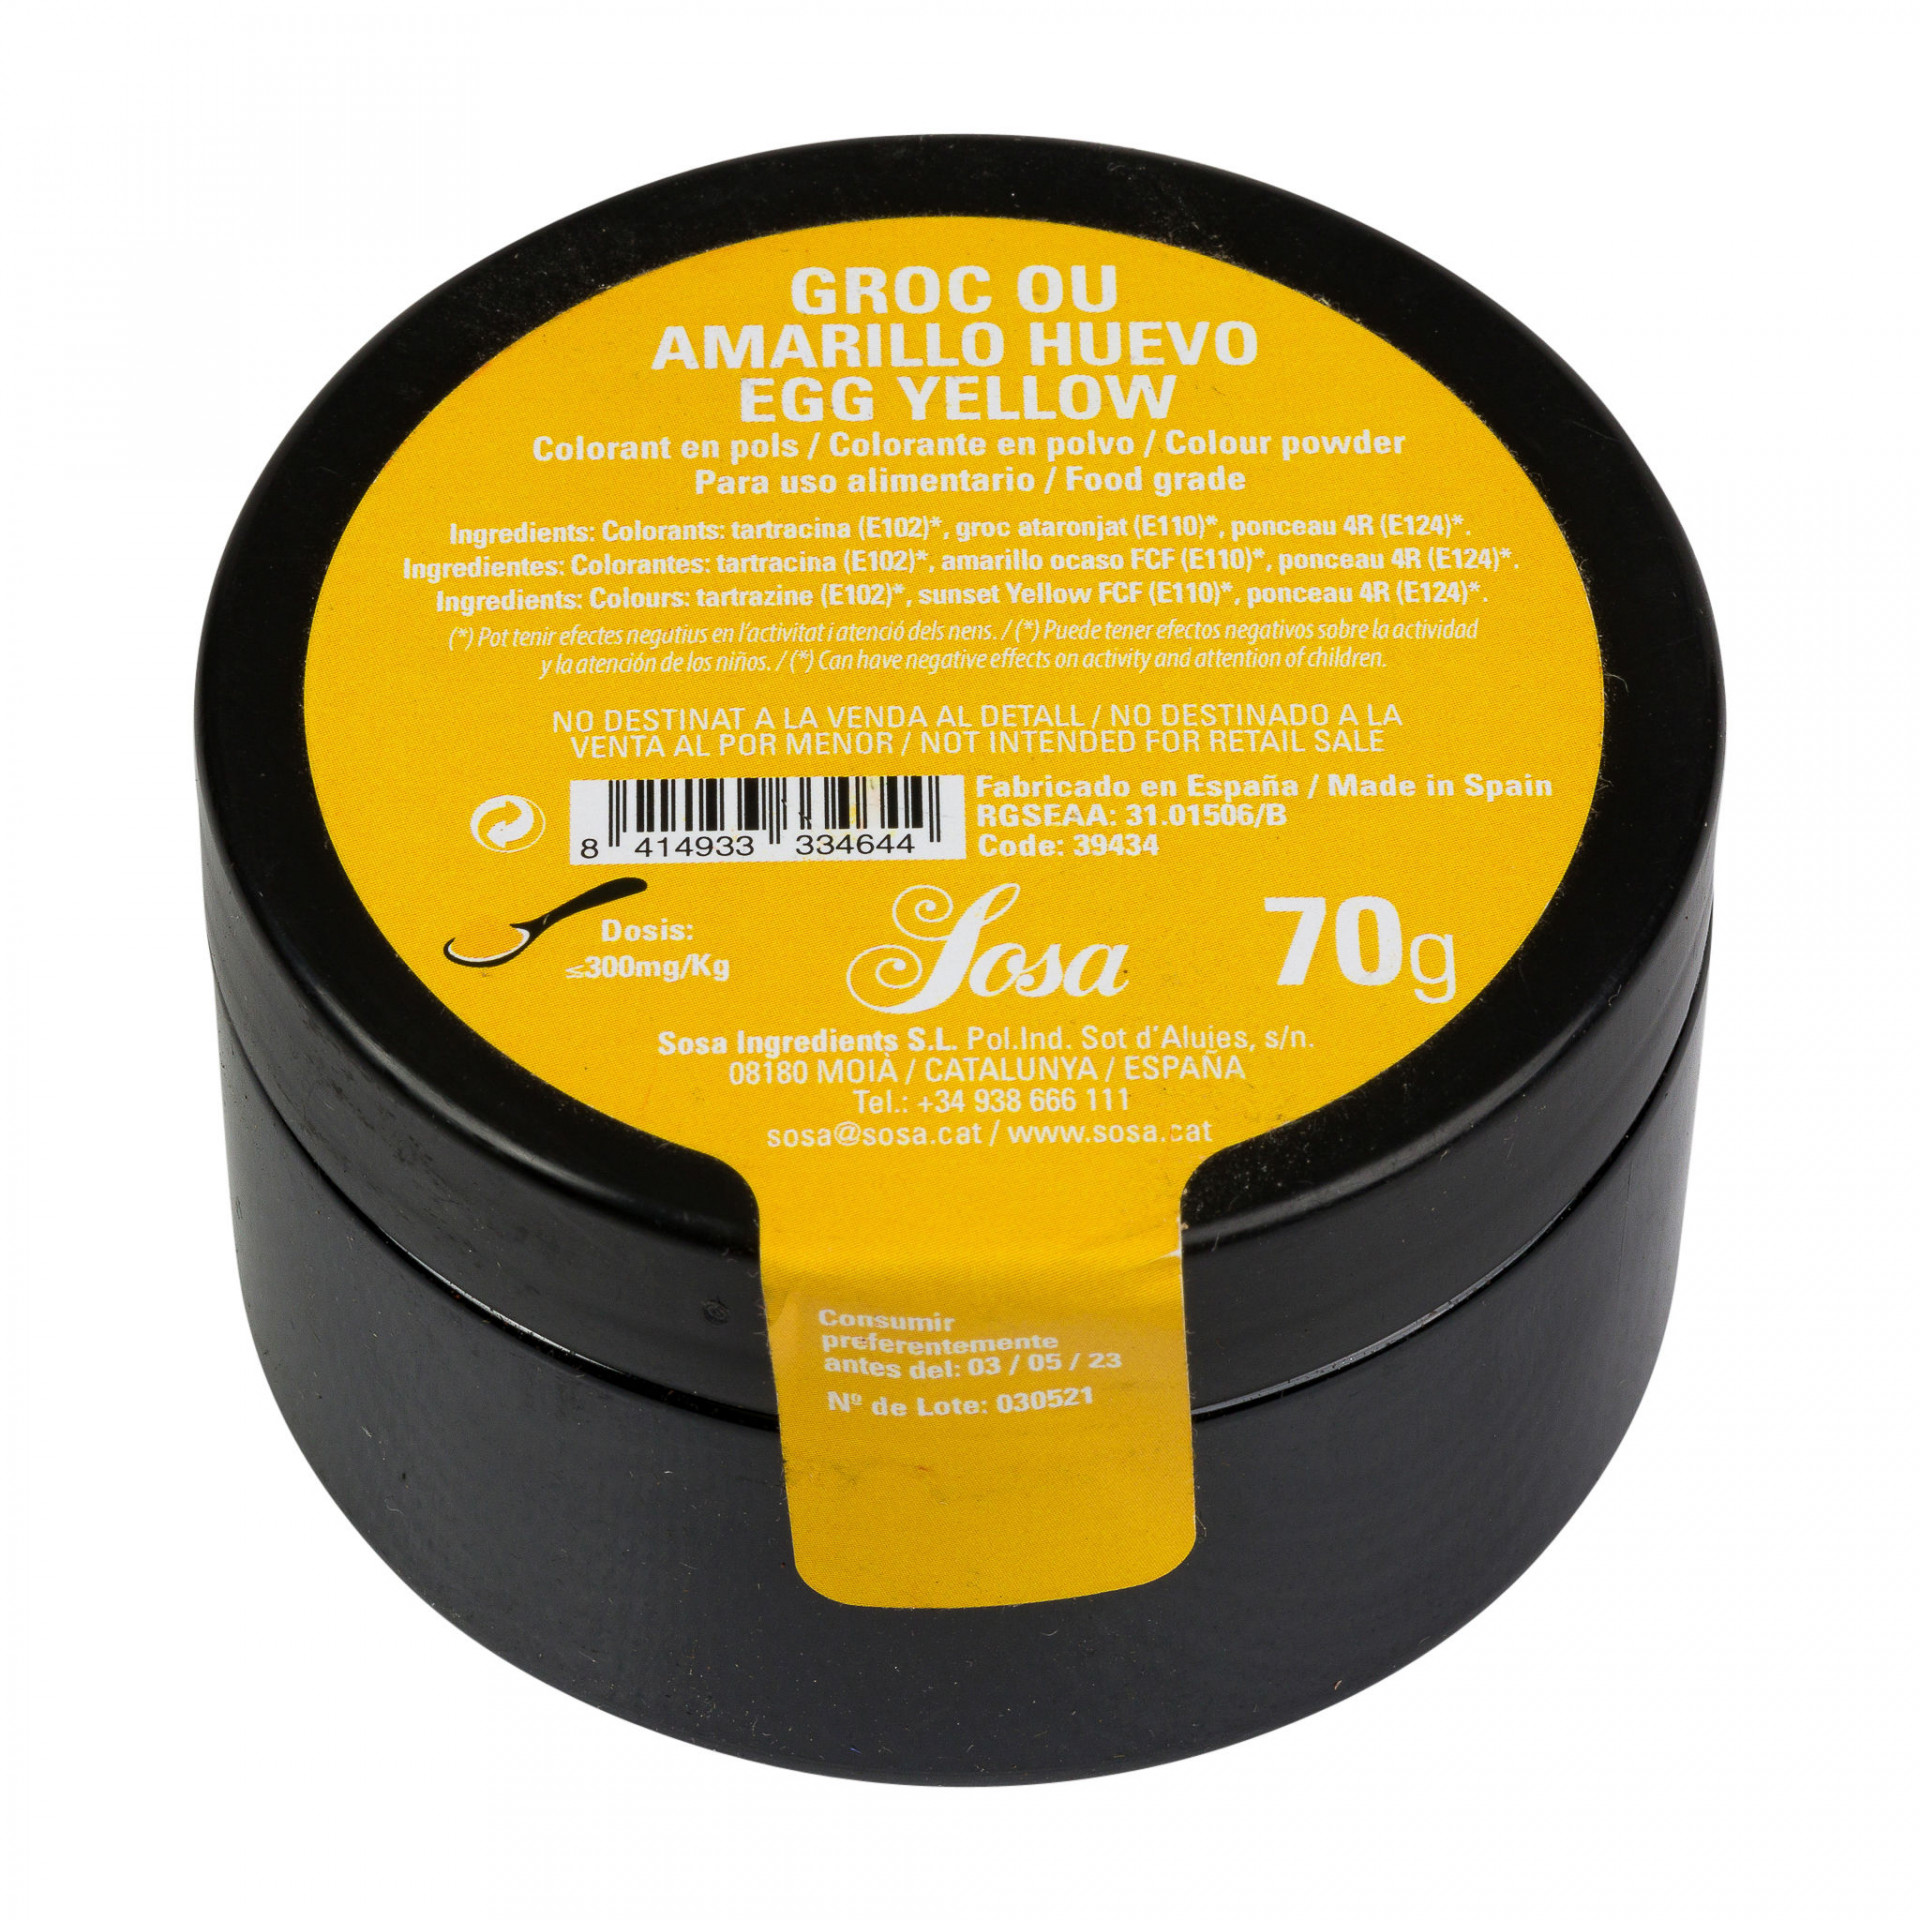 GROC OU
AMARILLO HUEVO
EGG YELLOW
Colorant en pols / Colorante en polvo / Colour powder
Para uso alimentario / Food grade
Ingredients: Colorants: tartracina (E102)*, groc ataronjat (E110)*, ponceau 4R (E124)*.
Ingredientes: Colorantes: tartracina (E102)*, amarillo ocaso FCF (E110)*, ponceau 4R (E124)*.
Ingredients: Colours: tartrazine (E102)*, sunset Yellow FCF (E110)*, ponceau 4R (E124)*.
(*) Pot tenir efectes negatius en l'activitat i atenció dels nens. / (*) Puede tener efectos negativos sobre la actividad
y la atención de los niños. / (*) Can have negative effects on activity and attention of children.
NO DESTINAT A LA VENDA AL DETALL / NO DESTINADO A LA
VENTA AL POR MENOR / NOT INTENDED FOR RETAIL SALE
Fabricado en España / Made in Spain
RGSEAA: 31.01506/B
Code: 39434
8 414933 334644
Dosis:
≤300mg/Kg
Sosa
70g
Sosa Ingredients S.L. Pol.Ind. Sot d'Aluies, s/n.
08180 MOIÀ / CATALUNYA / ESPAÑA
Tel.: +34 938 666 111
sosa@sosa.cat / www.sosa.cat
Consumir
preferentemente
antes del: 03 / 05 / 23
Nº de Lote: 030521